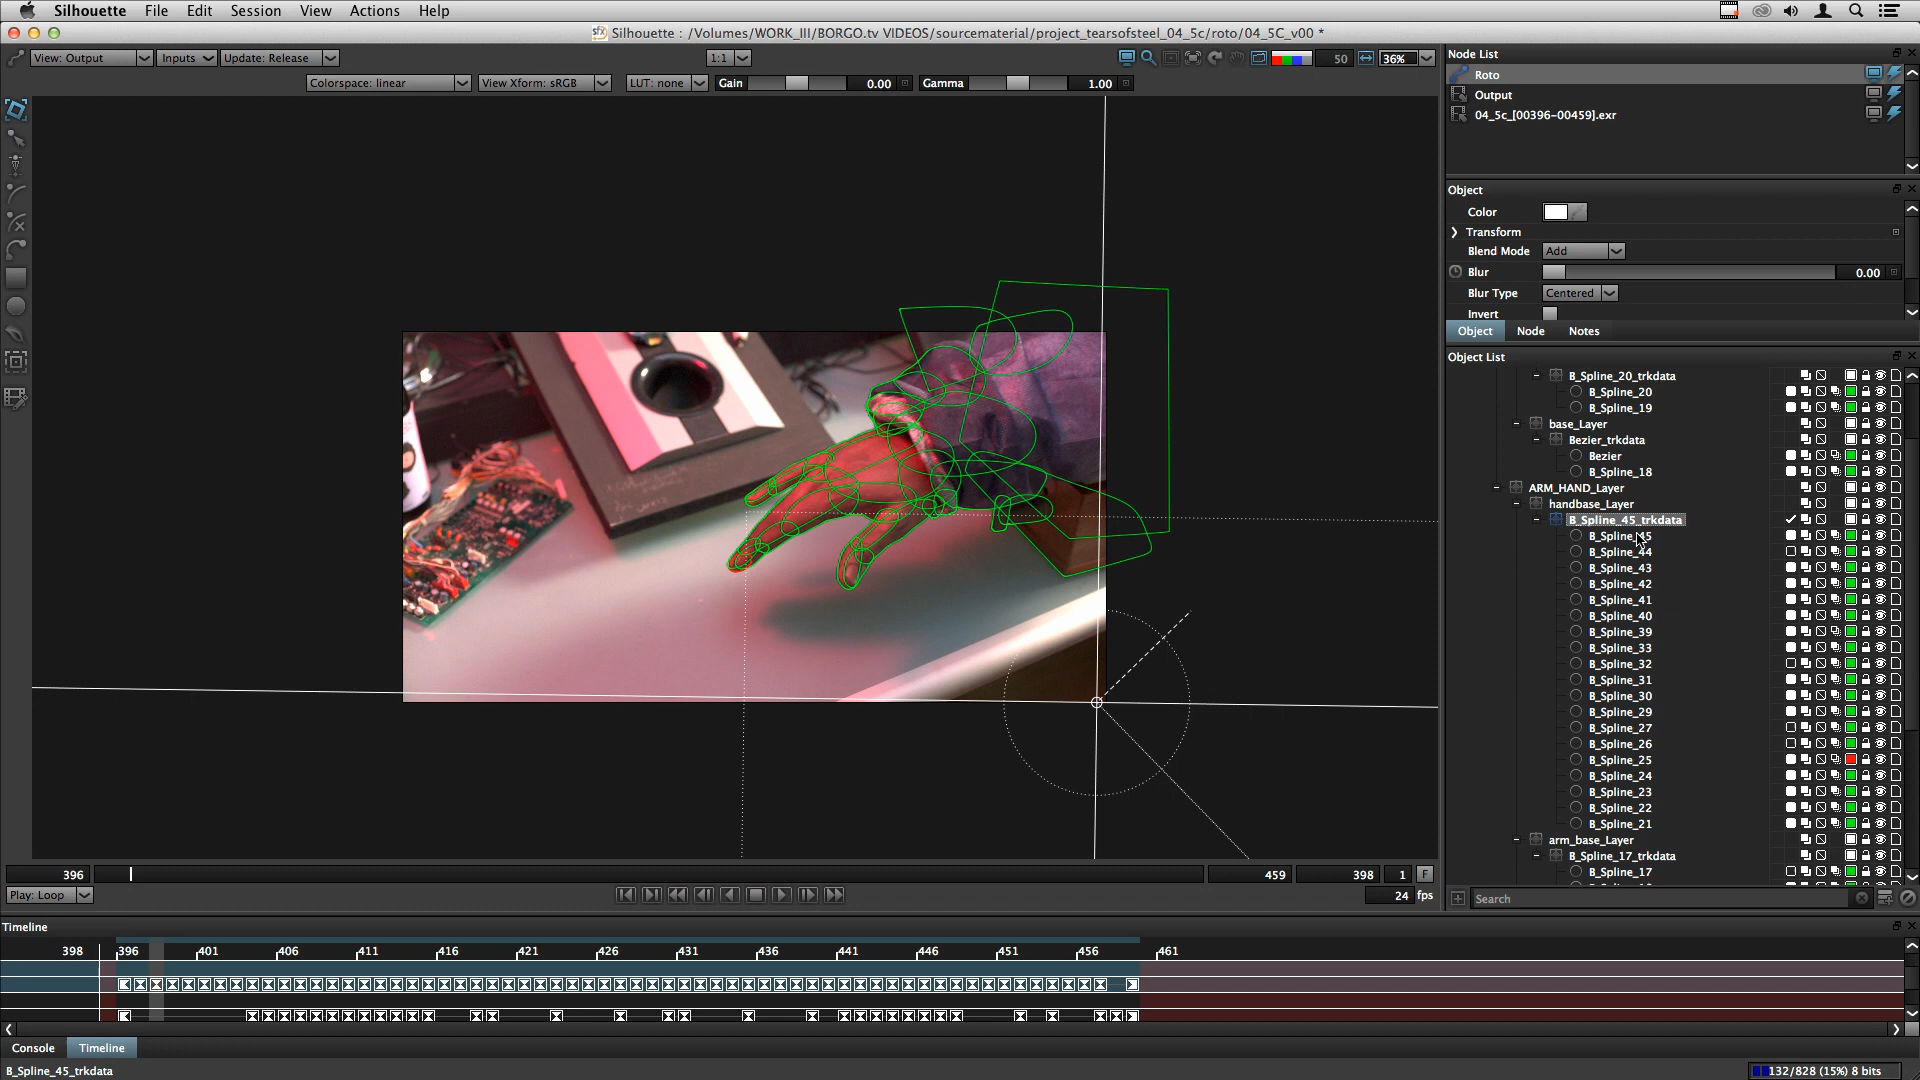 Silhouette File Edit Session View Actions Help
Silhouette : /Volumes/WORK_III/BORGO.tv VIDEOS/sourcematerial/project_tearsofsteel_04_5c/roto/04_5C_v00 *
View: Output Inputs Update: Release 1:1 50 36%
Colorspace: linear View Xform: sRGB LUT: none Gain 0.00 Gamma 1.00
Node List
Roto
Output
04_5c_[00396-00459].exr
Object
Color
Transform
Blend Mode Add
Blur 0.00
Blur Type Centered
Invert
Object Node Notes
Object List
B_Spline_20_trkdata
B_Spline_20
B_Spline_19
base_Layer
Bezier_trkdata
Bezier
B_Spline_18
ARM_HAND_Layer
handbase_Layer
B_Spline_45_trkdata
B_Spline_45
B_Spline_44
B_Spline_43
B_Spline_42
B_Spline_41
B_Spline_40
B_Spline_39
B_Spline_33
B_Spline_32
B_Spline_31
B_Spline_30
B_Spline_29
B_Spline_27
B_Spline_26
B_Spline_25
B_Spline_24
B_Spline_23
B_Spline_22
B_Spline_21
arm_base_Layer
B_Spline_17_trkdata
B_Spline_17
Search
396 459 398 1 F
Play: Loop 24 fps
Timeline
398 396 401 406 411 416 421 426 431 436 441 446 451 456 461
Console Timeline
B_Spline_45_trkdata 132/828 (15%) 8 bits